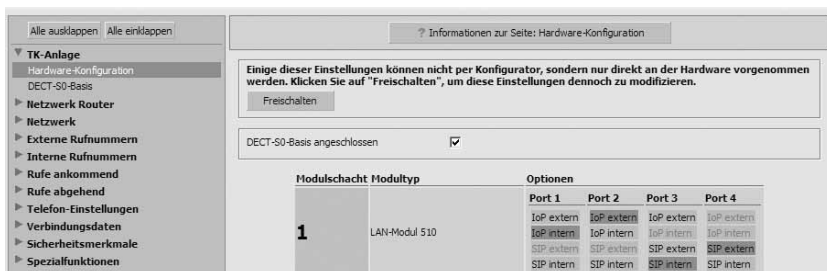 Alle ausklappen Alle einklappen
TK-Anlage
Hardware-Konfiguration
DECT-S0-Basis
Netzwerk Router
Netzwerk
Externe Rufnummern
Interne Rufnummern
Rufe ankommend
Rufe abgehend
Telefon-Einstellungen
Verbindungsdaten
Sicherheitsmerkmale
Spezialfunktionen
? Informationen zur Seite: Hardware-Konfiguration
Einige dieser Einstellungen können nicht per Konfigurator, sondern nur direkt an der Hardware vorgenommen
werden. Klicken Sie auf "Freischalten", um diese Einstellungen dennoch zu modifizieren.
Freischalten
DECT-S0-Basis angeschlossen
Modulschacht Modultyp Optionen
Port 1 Port 2 Port 3 Port 4
IoP extern IoP extern IoP extern IoP extern
1 LAN-Modul 510 IoP intern IoP intern IoP intern IoP intern
SIP extern SIP extern SIP extern SIP extern
SIP intern SIP intern SIP intern SIP intern